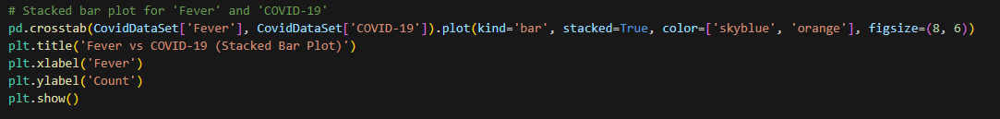 # Stacked bar plot for 'Fever' and 'COVID-19'
pd.crosstab(CovidDataSet['Fever'], CovidDataSet['COVID-19']).plot(kind='bar', stacked=True, color=['skyblue', 'orange'], figsize=(8, 6))
plt.title('Fever vs COVID-19 (Stacked Bar Plot)')
plt.xlabel('Fever')
plt.ylabel('Count')
plt.show()